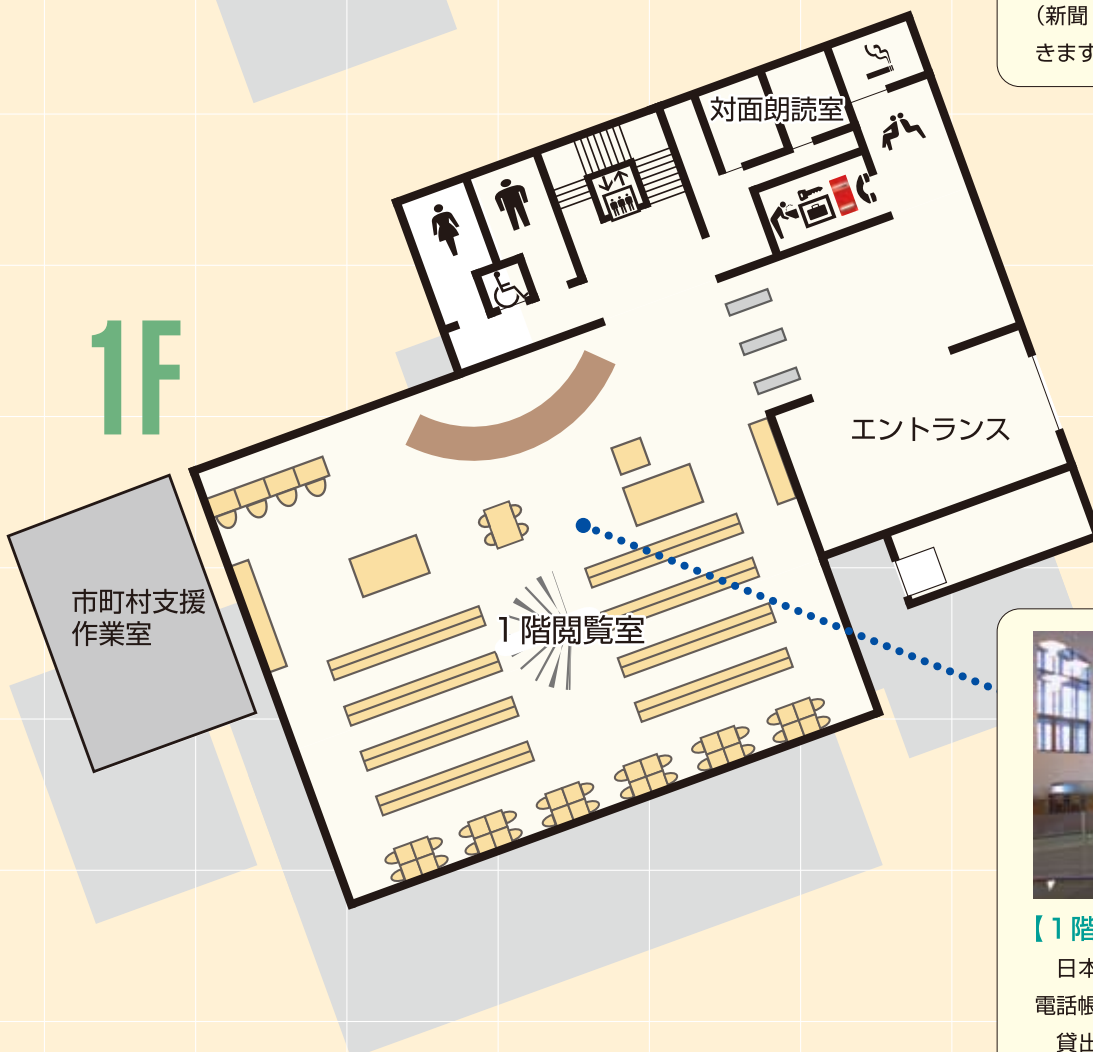 （新聞
きます
対面朗読室
1F
エントランス
市町村支援
作業室
1階閲覧室
【1階
日本
電話帳
貸出